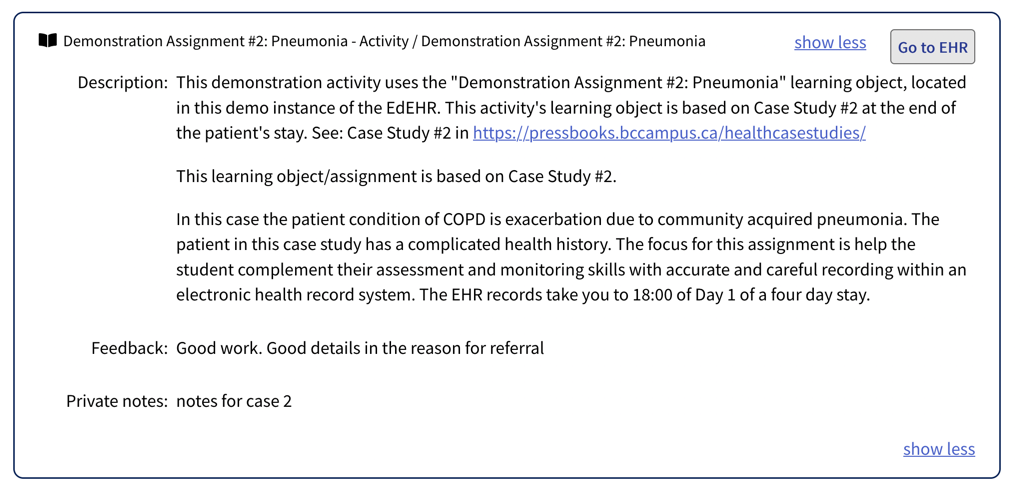 Demonstration Assignment #2: Pneumonia - Activity / Demonstration Assignment #2: Pneumonia show less Go to EHR
Description: This demonstration activity uses the "Demonstration Assignment #2: Pneumonia" learning object, located
in this demo instance of the EdEHR. This activity's learning object is based on Case Study #2 at the end of
the patient's stay. See: Case Study #2 in https://pressbooks.bccampus.ca/healthcasestudies/
This learning object/assignment is based on Case Study #2.
In this case the patient condition of COPD is exacerbation due to community acquired pneumonia. The
patient in this case study has a complicated health history. The focus for this assignment is help the
student complement their assessment and monitoring skills with accurate and careful recording within an
electronic health record system. The EHR records take you to 18:00 of Day 1 of a four day stay.
Feedback: Good work. Good details in the reason for referral
Private notes: notes for case 2
show less